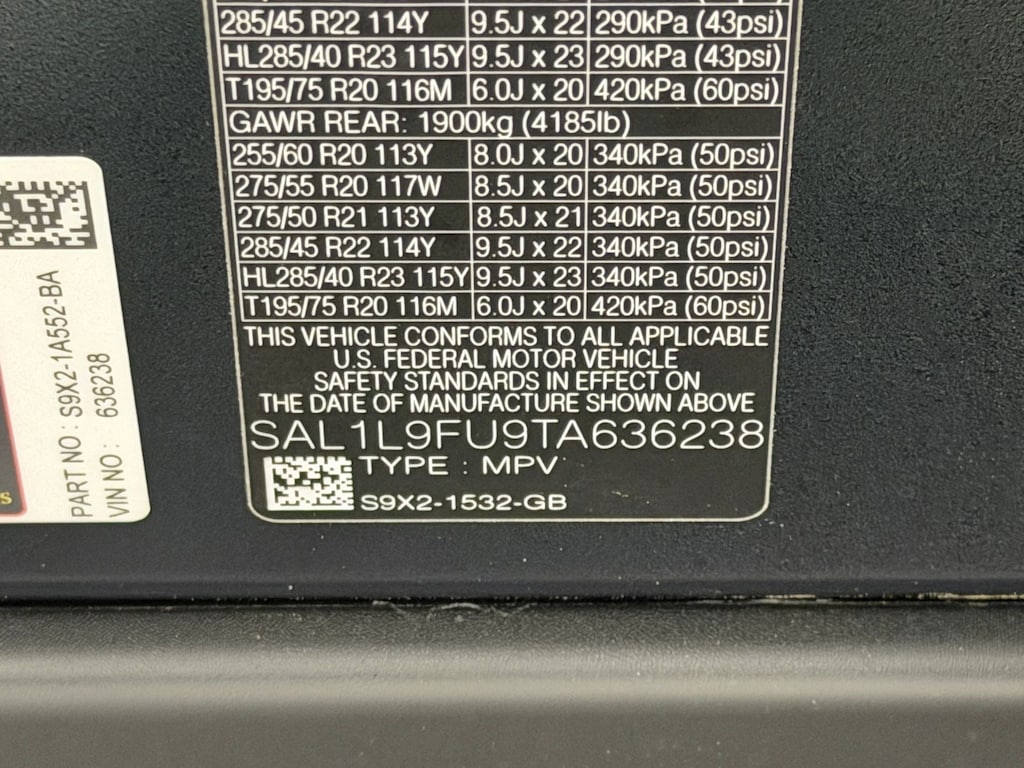 285/45 R22 114Y 9.5J x 22 290kPa (43psi)
HL285/40 R23 115Y 9.5J x 23 290kPa (43psi)
T195/75 R20 116M 6.0J x 20 420kPa (60psi)
GAWR REAR: 1900kg (4185lb)
255/60 R20 113Y 8.0J x 20 340kPa (50psi)
275/55 R20 117W 8.5J x 20 340kPa (50psi)
275/50 R21 113Y 8.5J x 21 340kPa (50psi)
285/45 R22 114Y 9.5J x 22 340kPa (50psi)
HL285/40 R23 115Y 9.5J x 23 340kPa (50psi)
T195/75 R20 116M 6.0J x 20 420kPa (60psi)
THIS VEHICLE CONFORMS TO ALL APPLICABLE
U.S. FEDERAL MOTOR VEHICLE
SAFETY STANDARDS IN EFFECT ON
THE DATE OF MANUFACTURE SHOWN ABOVE
SAL1L9FU9TA636238
TYPE : MPV
S9X2-1532-GB
PART NO : S9X2-1A552-BA
VIN NO : 636238